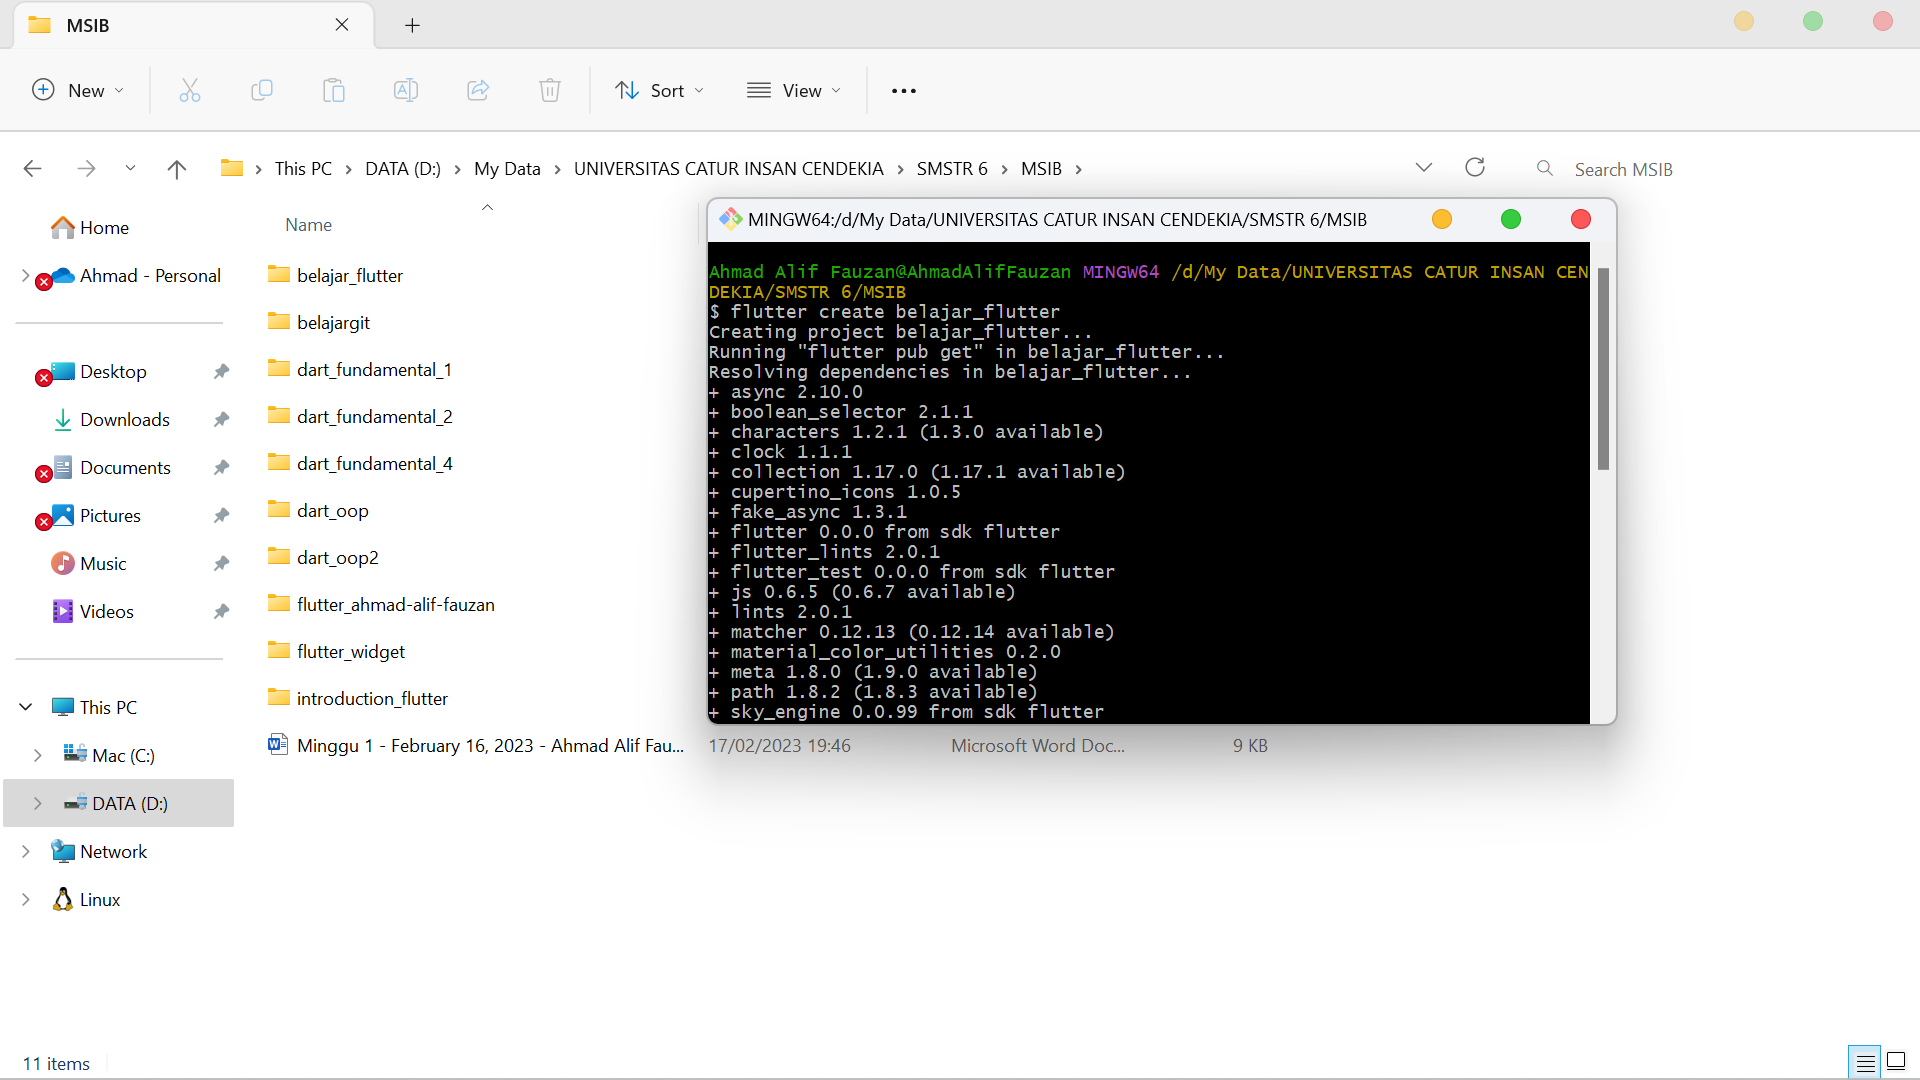 MSIB
New
Sort
View
This PC
DATA (D:)
My Data
UNIVERSITAS CATUR INSAN CENDEKIA
SMSTR 6
MSIB
Search MSIB
Home
Ahmad - Personal
Desktop
Downloads
Documents
Pictures
Music
Videos
This PC
Mac (C:)
DATA (D:)
Network
Linux
Name
belajar_flutter
belajargit
dart_fundamental_1
dart_fundamental_2
dart_fundamental_4
dart_oop
dart_oop2
flutter_ahmad-alif-fauzan
flutter_widget
introduction_flutter
Minggu 1 - February 16, 2023 - Ahmad Alif Fau... 17/02/2023 19:46 Microsoft Word Doc... 9 KB
MINGW64:/d/My Data/UNIVERSITAS CATUR INSAN CENDEKIA/SMSTR 6/MSIB
Ahmad Alif Fauzan@AhmadAlifFauzan MINGW64 /d/My Data/UNIVERSITAS CATUR INSAN CEN
DEKIA/SMSTR 6/MSIB
$ flutter create belajar_flutter
Creating project belajar_flutter...
Running "flutter pub get" in belajar_flutter...
Resolving dependencies in belajar_flutter...
+ async 2.10.0
+ boolean_selector 2.1.1
+ characters 1.2.1 (1.3.0 available)
+ clock 1.1.1
+ collection 1.17.0 (1.17.1 available)
+ cupertino_icons 1.0.5
+ fake_async 1.3.1
+ flutter 0.0.0 from sdk flutter
+ flutter_lints 2.0.1
+ flutter_test 0.0.0 from sdk flutter
+ js 0.6.5 (0.6.7 available)
+ lints 2.0.1
+ matcher 0.12.13 (0.12.14 available)
+ material_color_utilities 0.2.0
+ meta 1.8.0 (1.9.0 available)
+ path 1.8.2 (1.8.3 available)
+ sky_engine 0.0.99 from sdk flutter
11 items